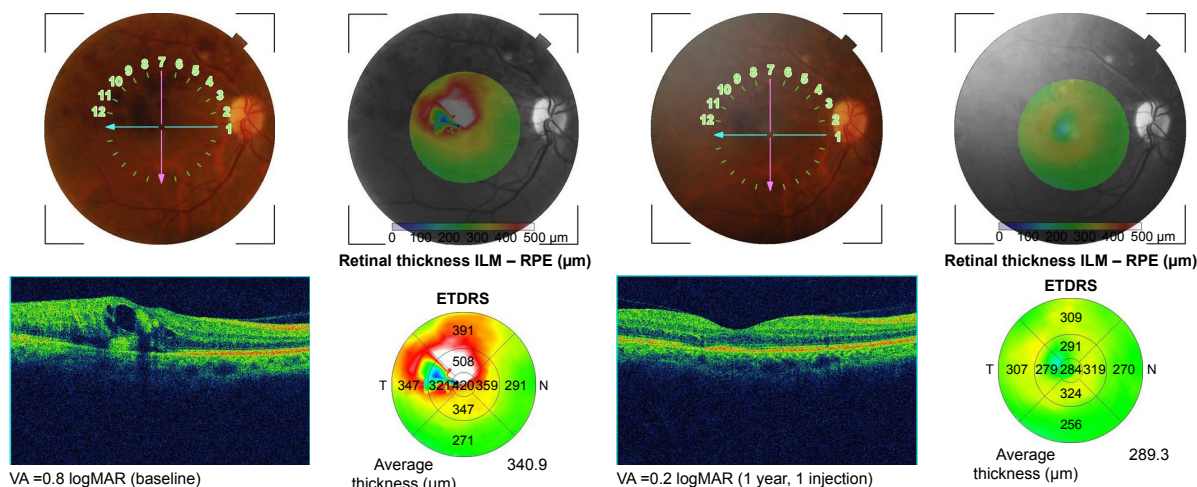 7
8
6
9
5
10
4
11
3
12
2
1
0 100 200 300 400 500 µm
Retinal thickness ILM – RPE (µm)
ETDRS
391
508
T 347 321 420 359 291 N
347
271
Average
thickness (µm)
340.9
VA =0.8 logMAR (baseline)
7
8
6
9
5
10
4
11
3
12
2
1
0 100 200 300 400 500 µm
Retinal thickness ILM – RPE (µm)
ETDRS
309
291
T 307 279 284 319 270 N
324
256
Average
thickness (µm)
289.3
VA =0.2 logMAR (1 year, 1 injection)